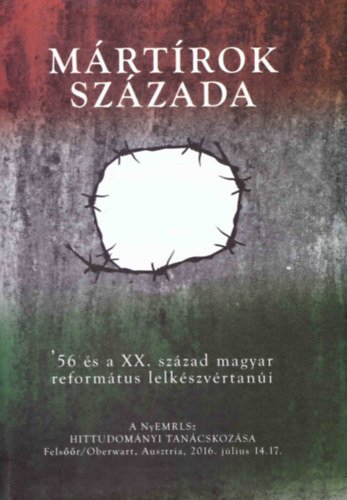 MÁRTÍROK
SZÁZADA
'56 és a XX. század magyar
református lelkészvértanúi
A NyEMRLSz
HITTUDOMÁNYI TANÁCSKOZÁSA
Felsőőr/Oberwart, Ausztria, 2016. július 14.17.